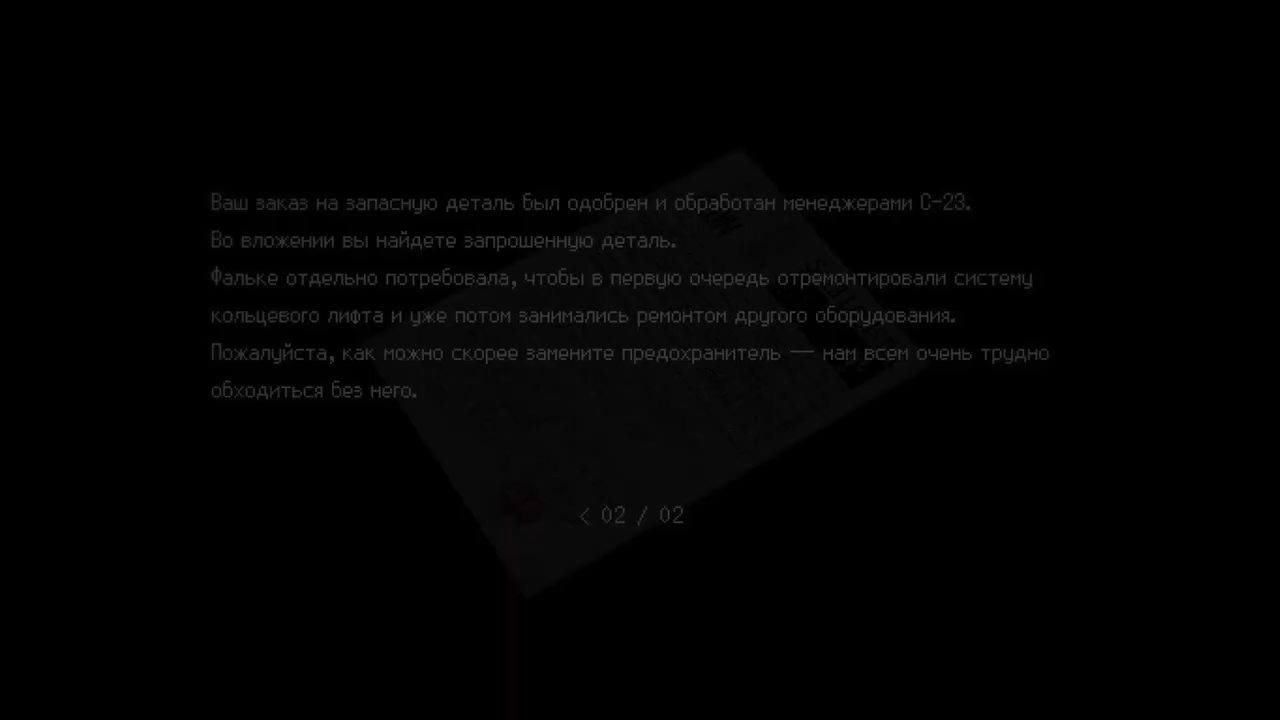 Ваш заказ на запасную деталь был одобрен и обработан менеджерами С-23.
Во вложении вы найдете запрошенную деталь.
Фальке отдельно потребовала, чтобы в первую очередь отремонтировали систему
кольцевого лифта и уже потом занимались ремонтом другого оборудования.
Пожалуйста, как можно скорее замените предохранитель — нам всем очень трудно
обходиться без него.
< 02 / 02